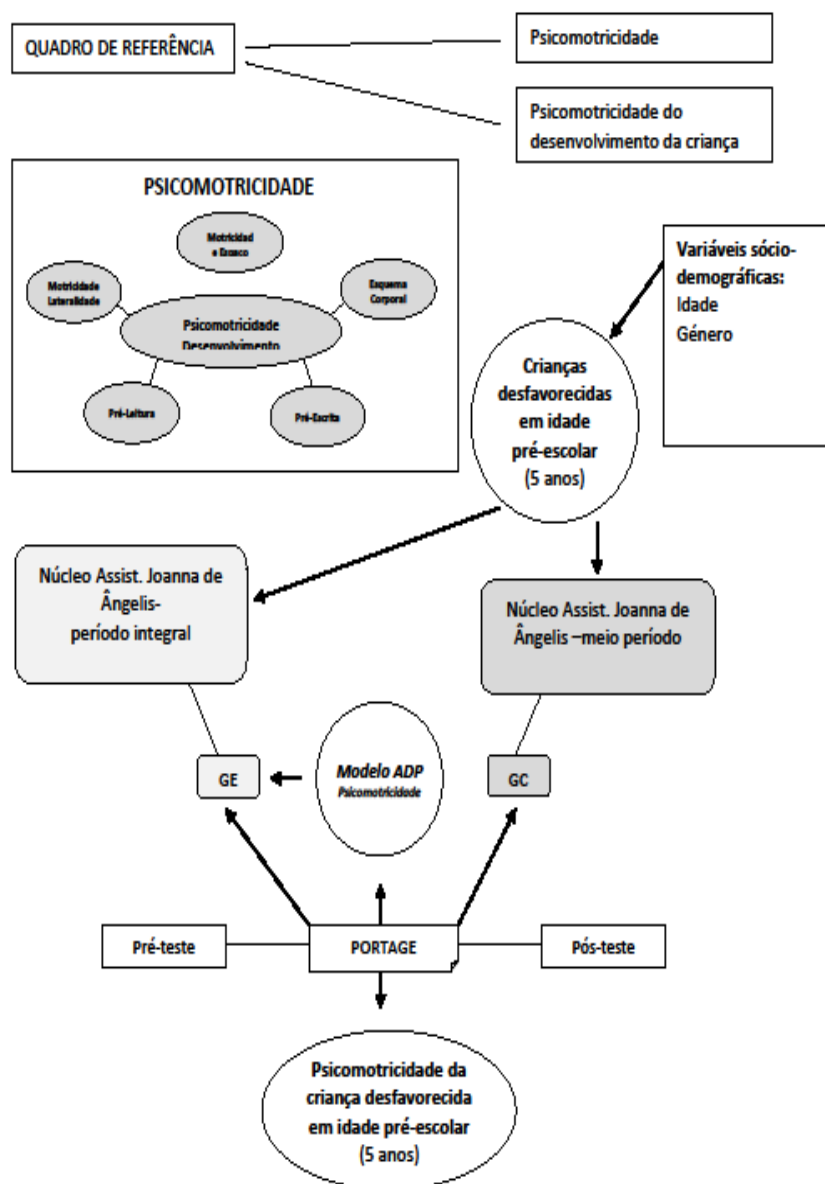 QUADRO DE REFERÊNCIA
Psicomotricidade
Psicomotricidade do
desenvolvimento da criança
PSICOMOTRICIDADE
Motricidad
e Espaço
Motricidade
Lateralidade
Esquema
Corporal
Psicomotricidade
Desenvolvimento
Pré-Leitura
Pré-Escrita
Variáveis sócio-
demográficas:
Idade
Género
Crianças
desfavorecidas
em idade
pré-escolar
(5 anos)
Núcleo Assist. Joanna de
Ângelis-
período integral
Núcleo Assist. Joanna de
Ângelis –meio período
GE
Modelo ADP
Psicomotricidade
GC
Pré-teste
PORTAGE
Pós-teste
Psicomotricidade da
criança desfavorecida
em idade pré-escolar
(5 anos)